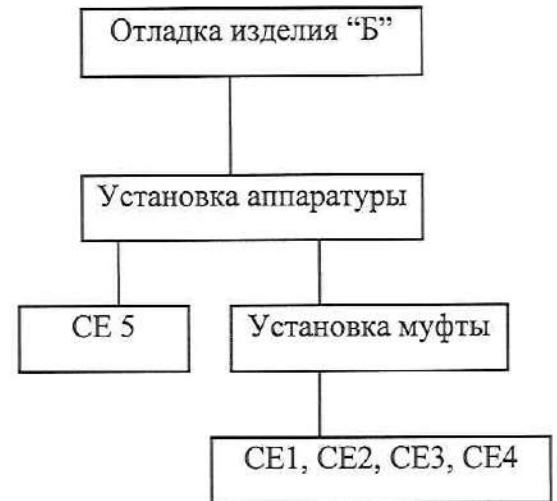 Отладка изделия “Б”
Установка аппаратуры
СЕ 5
Установка муфты
СЕ1, СЕ2, СЕ3, СЕ4